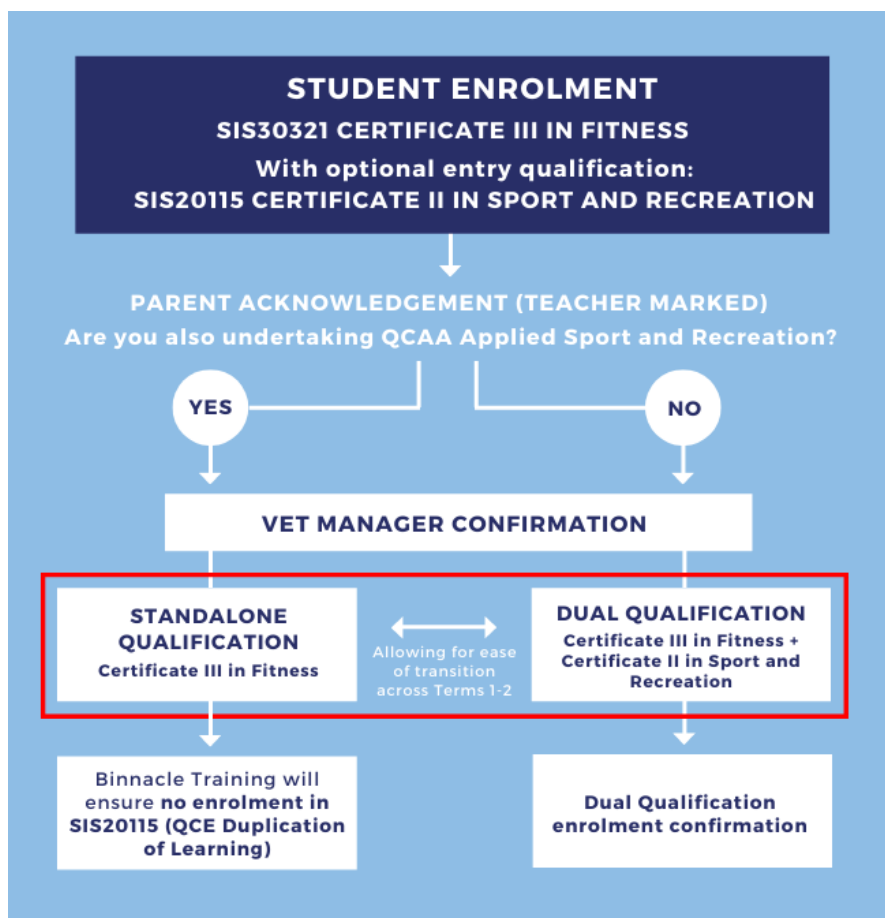 STUDENT ENROLMENT
SIS30321 CERTIFICATE III IN FITNESS
With optional entry qualification:
SIS20115 CERTIFICATE II IN SPORT AND RECREATION
PARENT ACKNOWLEDGEMENT (TEACHER MARKED)
Are you also undertaking QCAA Applied Sport and Recreation?
YES
NO
VET MANAGER CONFIRMATION
STANDALONE
QUALIFICATION
Certificate III in Fitness
Allowing for ease
of transition
across Terms 1-2
DUAL QUALIFICATION
Certificate III in Fitness +
Certificate II in Sport and
Recreation
Binnacle Training will
ensure no enrolment in
SIS20115 (QCE Duplication
of Learning)
Dual Qualification
enrolment confirmation